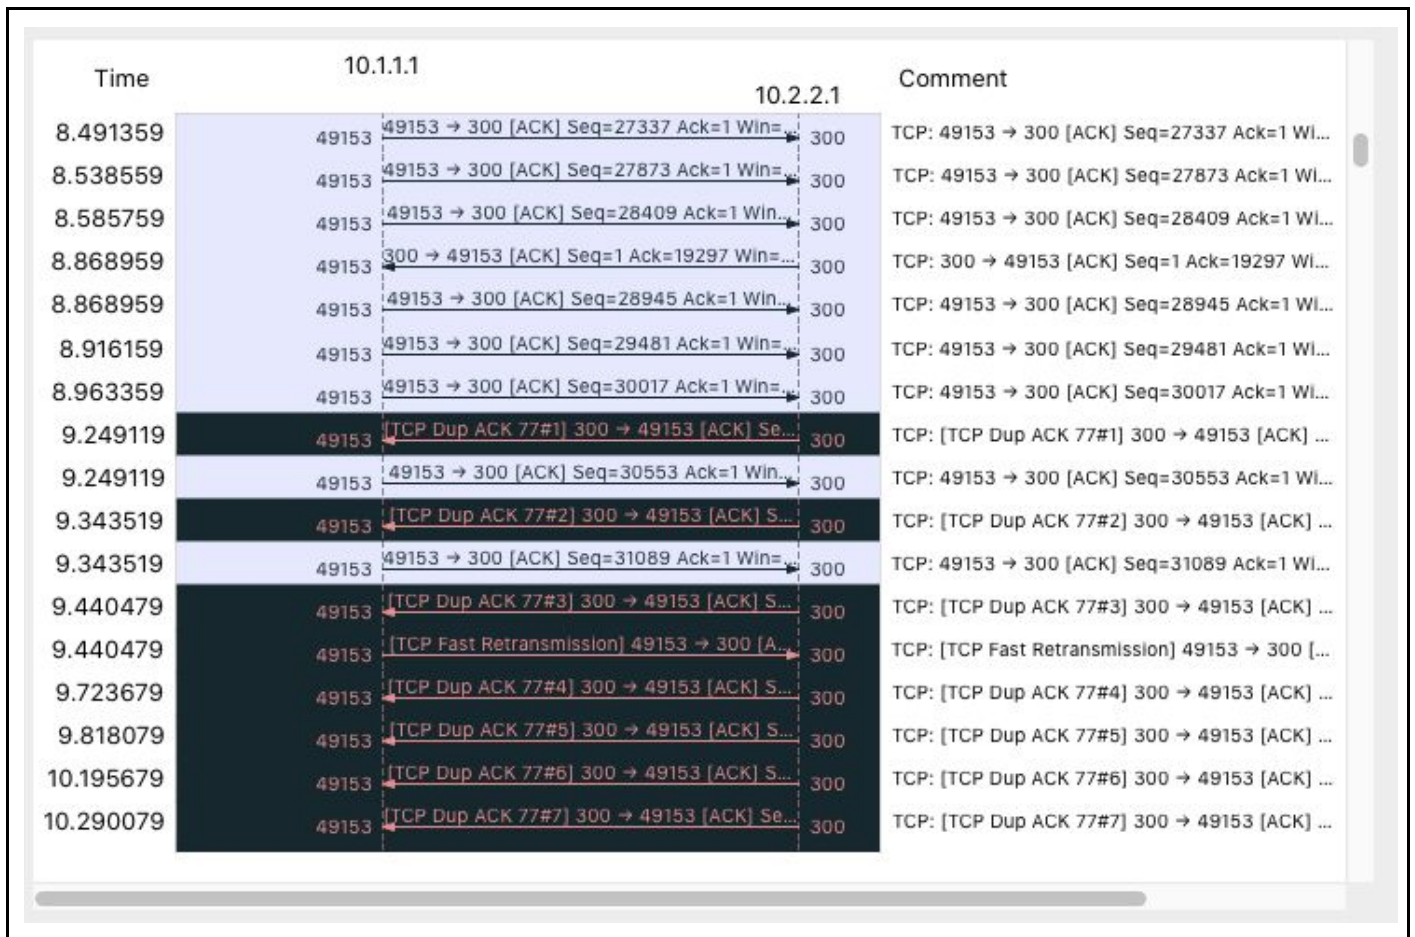 Time 10.1.1.1 10.2.2.1 Comment
8.491359 49153 49153 → 300 [ACK] Seq=27337 Ack=1 Win=... 300 TCP: 49153 → 300 [ACK] Seq=27337 Ack=1 Wi...
8.538559 49153 49153 → 300 [ACK] Seq=27873 Ack=1 Win=... 300 TCP: 49153 → 300 [ACK] Seq=27873 Ack=1 Wi...
8.585759 49153 49153 → 300 [ACK] Seq=28409 Ack=1 Win... 300 TCP: 49153 → 300 [ACK] Seq=28409 Ack=1 Wi...
8.868959 49153 300 → 49153 [ACK] Seq=1 Ack=19297 Win=... 300 TCP: 300 → 49153 [ACK] Seq=1 Ack=19297 Wi...
8.868959 49153 49153 → 300 [ACK] Seq=28945 Ack=1 Win... 300 TCP: 49153 → 300 [ACK] Seq=28945 Ack=1 Wi...
8.916159 49153 49153 → 300 [ACK] Seq=29481 Ack=1 Win=... 300 TCP: 49153 → 300 [ACK] Seq=29481 Ack=1 Wi...
8.963359 49153 49153 → 300 [ACK] Seq=30017 Ack=1 Win=... 300 TCP: 49153 → 300 [ACK] Seq=30017 Ack=1 Wi...
9.249119 49153 [TCP Dup ACK 77#1] 300 → 49153 [ACK] Se... 300 TCP: [TCP Dup ACK 77#1] 300 → 49153 [ACK] ...
9.249119 49153 49153 → 300 [ACK] Seq=30553 Ack=1 Win... 300 TCP: 49153 → 300 [ACK] Seq=30553 Ack=1 Wi...
9.343519 49153 [TCP Dup ACK 77#2] 300 → 49153 [ACK] S... 300 TCP: [TCP Dup ACK 77#2] 300 → 49153 [ACK] ...
9.343519 49153 49153 → 300 [ACK] Seq=31089 Ack=1 Win=... 300 TCP: 49153 → 300 [ACK] Seq=31089 Ack=1 Wi...
9.440479 49153 [TCP Dup ACK 77#3] 300 → 49153 [ACK] S... 300 TCP: [TCP Dup ACK 77#3] 300 → 49153 [ACK] ...
9.440479 49153 [TCP Fast Retransmission] 49153 → 300 [A... 300 TCP: [TCP Fast Retransmission] 49153 → 300 [...
9.723679 49153 [TCP Dup ACK 77#4] 300 → 49153 [ACK] S... 300 TCP: [TCP Dup ACK 77#4] 300 → 49153 [ACK] ...
9.818079 49153 [TCP Dup ACK 77#5] 300 → 49153 [ACK] S... 300 TCP: [TCP Dup ACK 77#5] 300 → 49153 [ACK] ...
10.195679 49153 [TCP Dup ACK 77#6] 300 → 49153 [ACK] S... 300 TCP: [TCP Dup ACK 77#6] 300 → 49153 [ACK] ...
10.290079 49153 [TCP Dup ACK 77#7] 300 → 49153 [ACK] Se... 300 TCP: [TCP Dup ACK 77#7] 300 → 49153 [ACK] ...